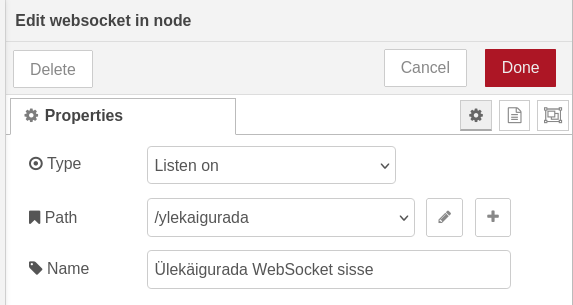 Edit websocket in node
Delete
Cancel
Done
Properties
Type
Listen on
Path
/ylekaigurada
Name
Ülekäigurada WebSocket sisse